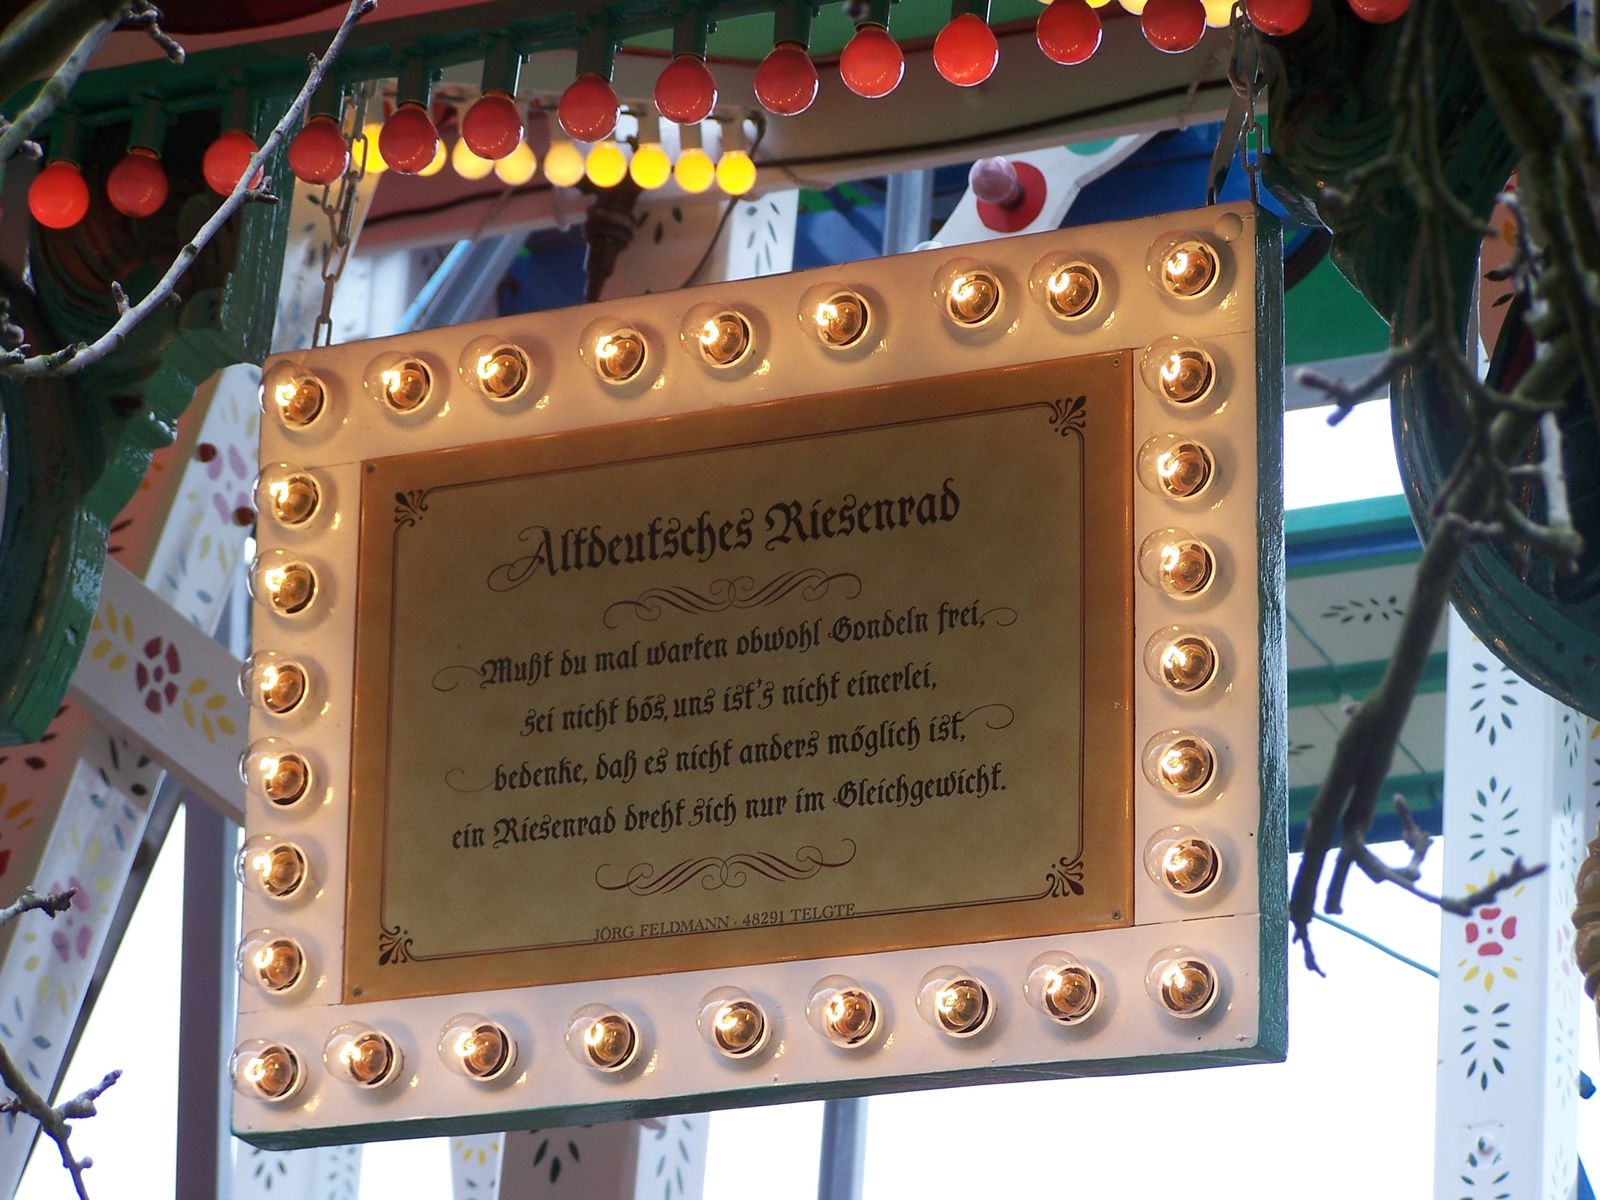 Altdeutsches Riesenrad
Mußt du mal warten obwohl Gondeln frei,
sei nicht bös, uns ist's nicht einerlei,
bedenke, daß es nicht anders möglich ist,
ein Riesenrad dreht sich nur im Gleichgewicht.
JÖRG FELDMANN · 48291 TELGTE